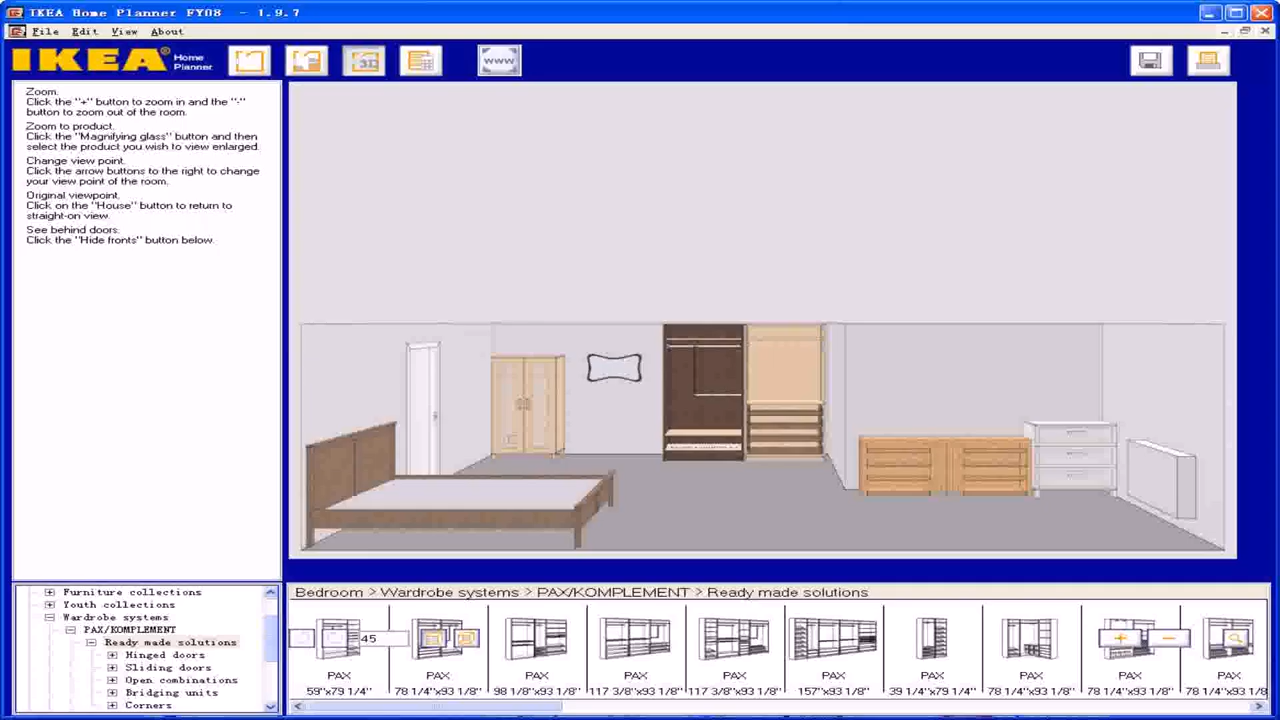 IKEA Home Planner FY08 - 1.9.7
File Edit View About
IKEA® Home Planner
3D
WWW
Zoom.
Click the "+" button to zoom in and the "-"
button to zoom out of the room.
Zoom to product.
Click the "Magnifying glass" button and then
select the product you wish to view enlarged.
Change view point.
Click the arrow buttons to the right to change
your view point of the room.
Original viewpoint.
Click on the "House" button to return to
straight-on view.
See behind doors.
Click the "Hide fronts" button below.
Furniture collections
Youth collections
Wardrobe systems
PAX/KOMPLEMENT
Ready made solutions
Hinged doors
Sliding doors
Open combinations
Bridging units
Corners
Bedroom > Wardrobe systems > PAX/KOMPLEMENT > Ready made solutions
45
PAX PAX PAX PAX PAX PAX PAX PAX PAX PAX
59"x79 1/4" 78 1/4"x93 1/8" 98 1/8"x93 1/8" 117 3/8"x93 1/8" 117 3/8"x93 1/8" 157"x93 1/8" 39 1/4"x79 1/4" 78 1/4"x93 1/8" 78 1/4"x93 1/8" 78 1/4"x93 1/8